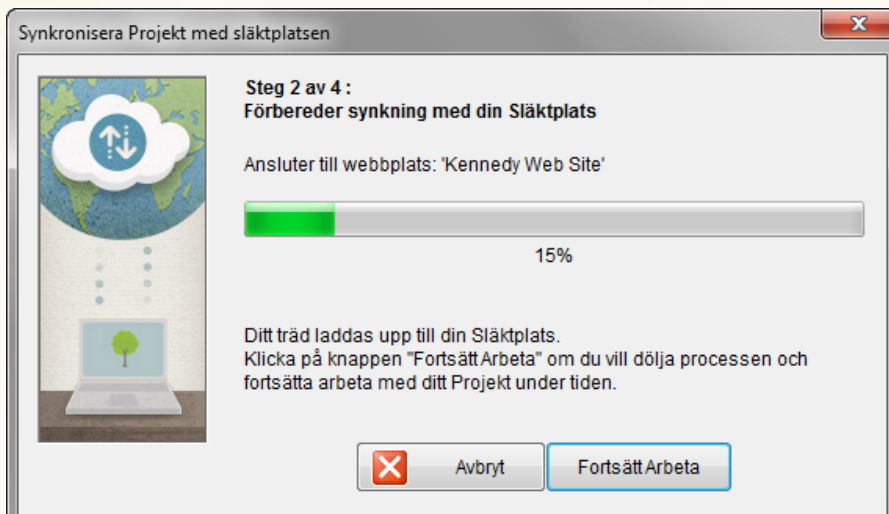 Synkronisera Projekt med släktplatsen
Steg 2 av 4 :
Förbereder synkning med din Släktplats
Ansluter till webbplats: 'Kennedy Web Site'
15%
Ditt träd laddas upp till din Släktplats.
Klicka på knappen "Fortsätt Arbeta" om du vill dölja processen och
fortsätta arbeta med ditt Projekt under tiden.
Avbryt
Fortsätt Arbeta